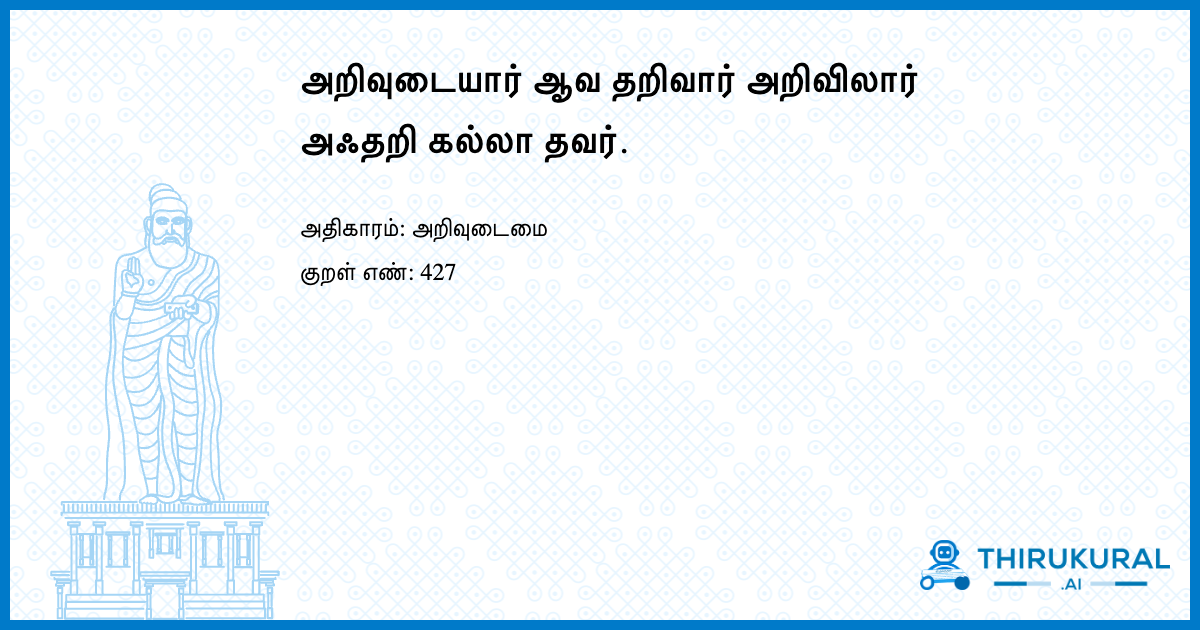 அறிவுடையார் ஆவ தறிவார் அறிவிலார்
அஃதறி கல்லா தவர்.
அதிகாரம்: அறிவுடைமை
குறள் எண்: 427
THIRUKURAL
.AI